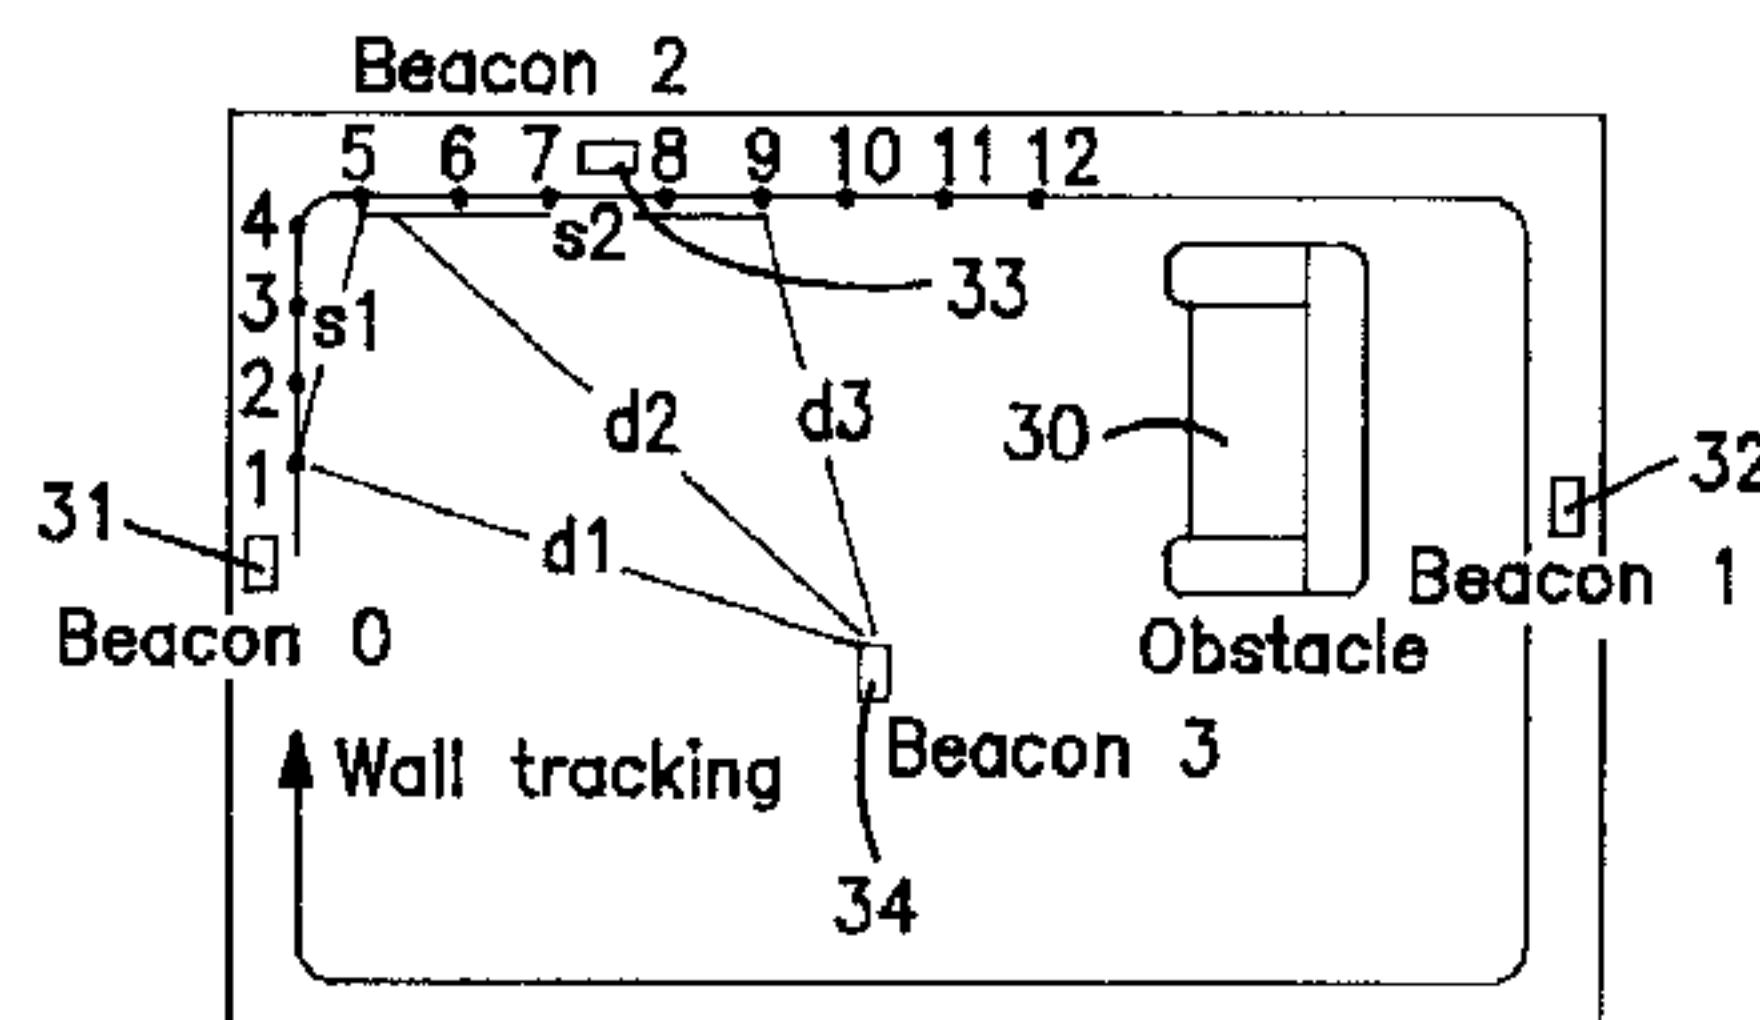 Beacon 2
5 6 7 8 9 10 11 12
4
s2
3
s1
33
2
d2
d3
30
1
32
31
d1
Beacon 1
Beacon 0
Obstacle
Wall tracking
Beacon 3
34